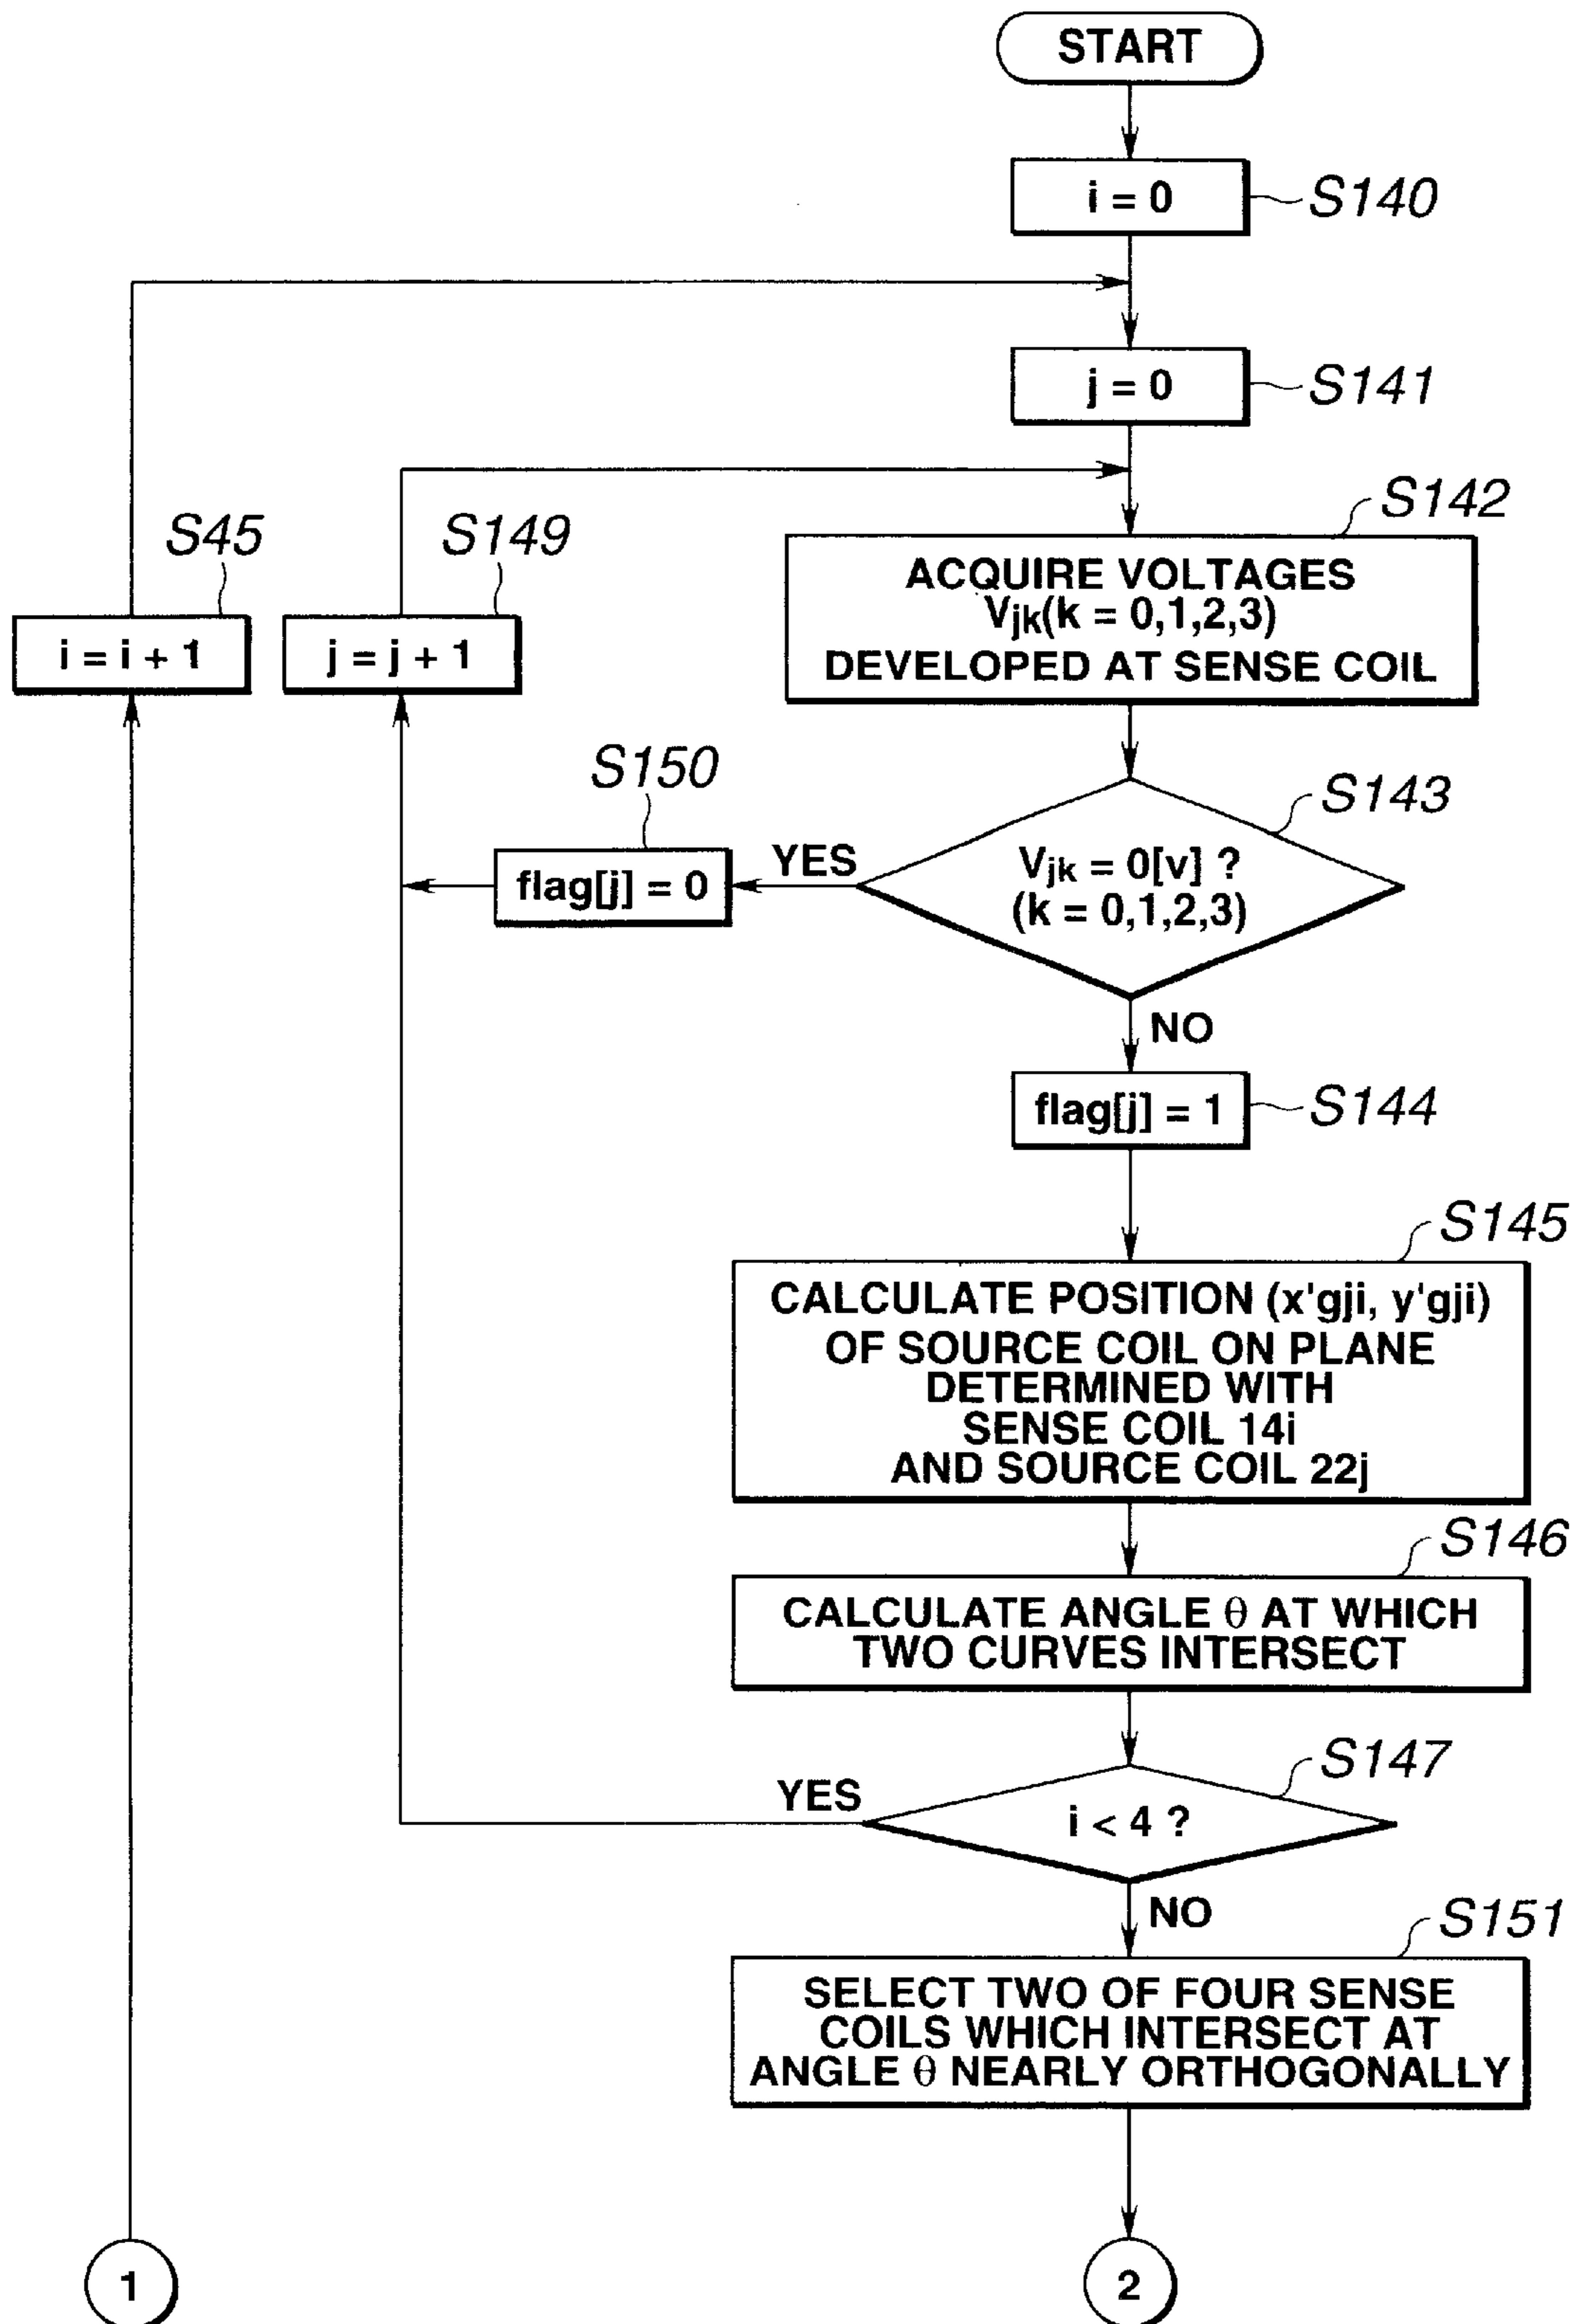 START
i = 0
S140
j = 0
S141
S45
S149
S142
i = i + 1
j = j + 1
ACQUIRE VOLTAGES
Vjk(k = 0,1,2,3)
DEVELOPED AT SENSE COIL
S150
S143
flag[j] = 0
YES
Vjk = 0[v] ?
(k = 0,1,2,3)
NO
flag[j] = 1
S144
S145
CALCULATE POSITION (x'gji, y'gji)
OF SOURCE COIL ON PLANE
DETERMINED WITH
SENSE COIL 14i
AND SOURCE COIL 22j
S146
CALCULATE ANGLE θ AT WHICH
TWO CURVES INTERSECT
S147
YES
i < 4 ?
NO
S151
SELECT TWO OF FOUR SENSE
COILS WHICH INTERSECT AT
ANGLE θ NEARLY ORTHOGONALLY
1
2